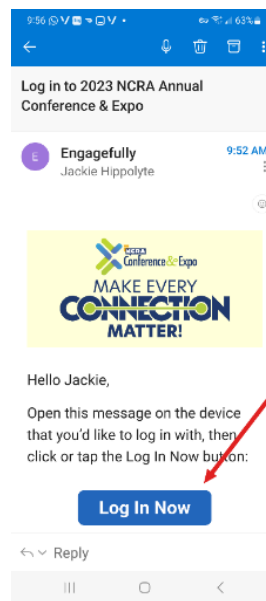 9:56
63%
Log in to 2023 NCRA Annual
Conference & Expo
E
Engagefully
9:52 AM
Jackie Hippolyte
NCRA
Conference & Expo
MAKE EVERY
CONNECTION
MATTER!
Hello Jackie,
Open this message on the device
that you'd like to log in with, then
click or tap the Log In Now button:
Log In Now
Reply